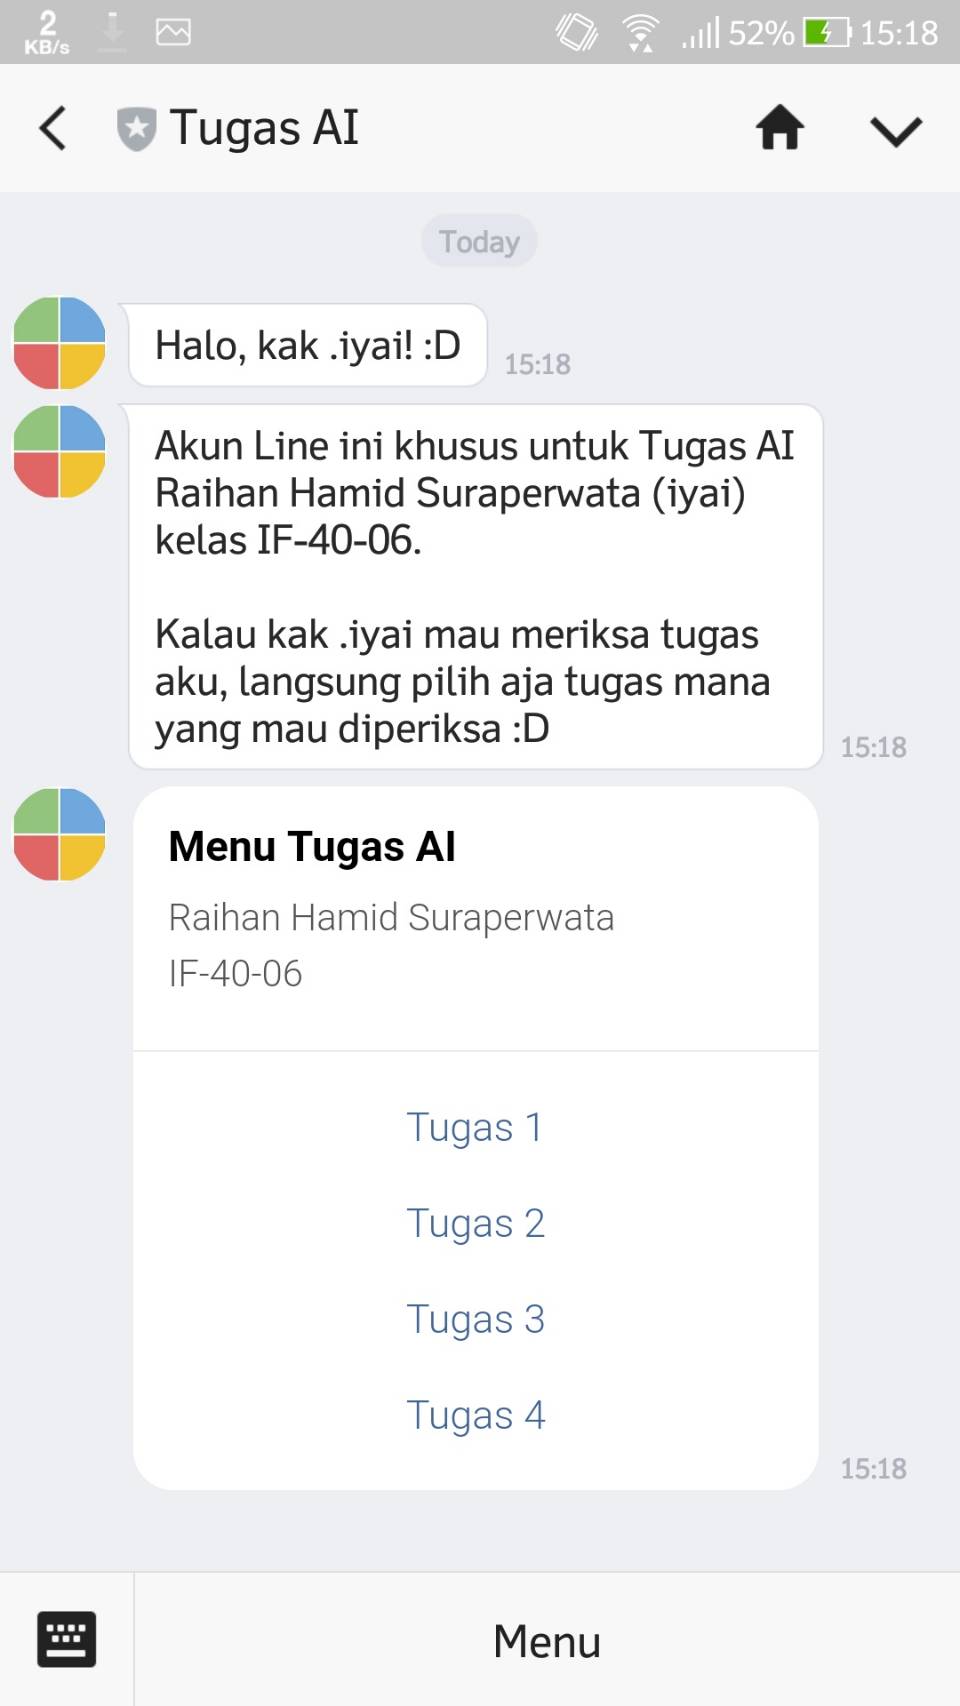 2
KB/s
52%
15:18
Tugas AI
Today
Halo, kak .iyai! :D
15:18
Akun Line ini khusus untuk Tugas AI
Raihan Hamid Suraperwata (iyai)
kelas IF-40-06.
Kalau kak .iyai mau meriksa tugas
aku, langsung pilih aja tugas mana
yang mau diperiksa :D
15:18
Menu Tugas AI
Raihan Hamid Suraperwata
IF-40-06
Tugas 1
Tugas 2
Tugas 3
Tugas 4
15:18
Menu